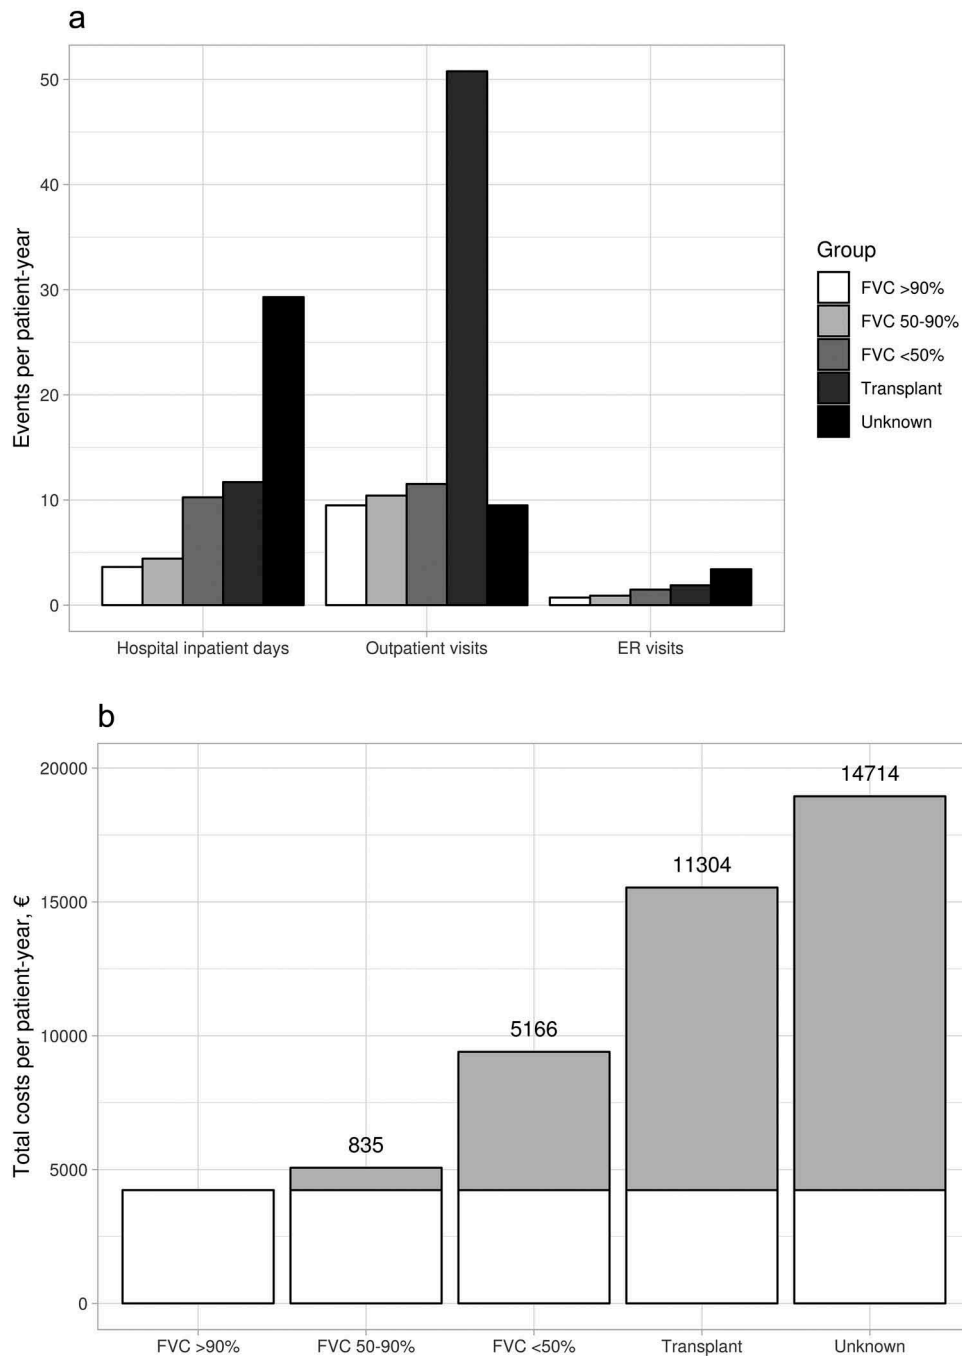 a
50
40
30
20
10
0
Events per patient-year
Hospital inpatient days
Outpatient visits
ER visits
Group
FVC >90%
FVC 50-90%
FVC <50%
Transplant
Unknown
b
20000
15000
10000
5000
0
Total costs per patient-year, €
835
5166
11304
14714
FVC >90%
FVC 50-90%
FVC <50%
Transplant
Unknown